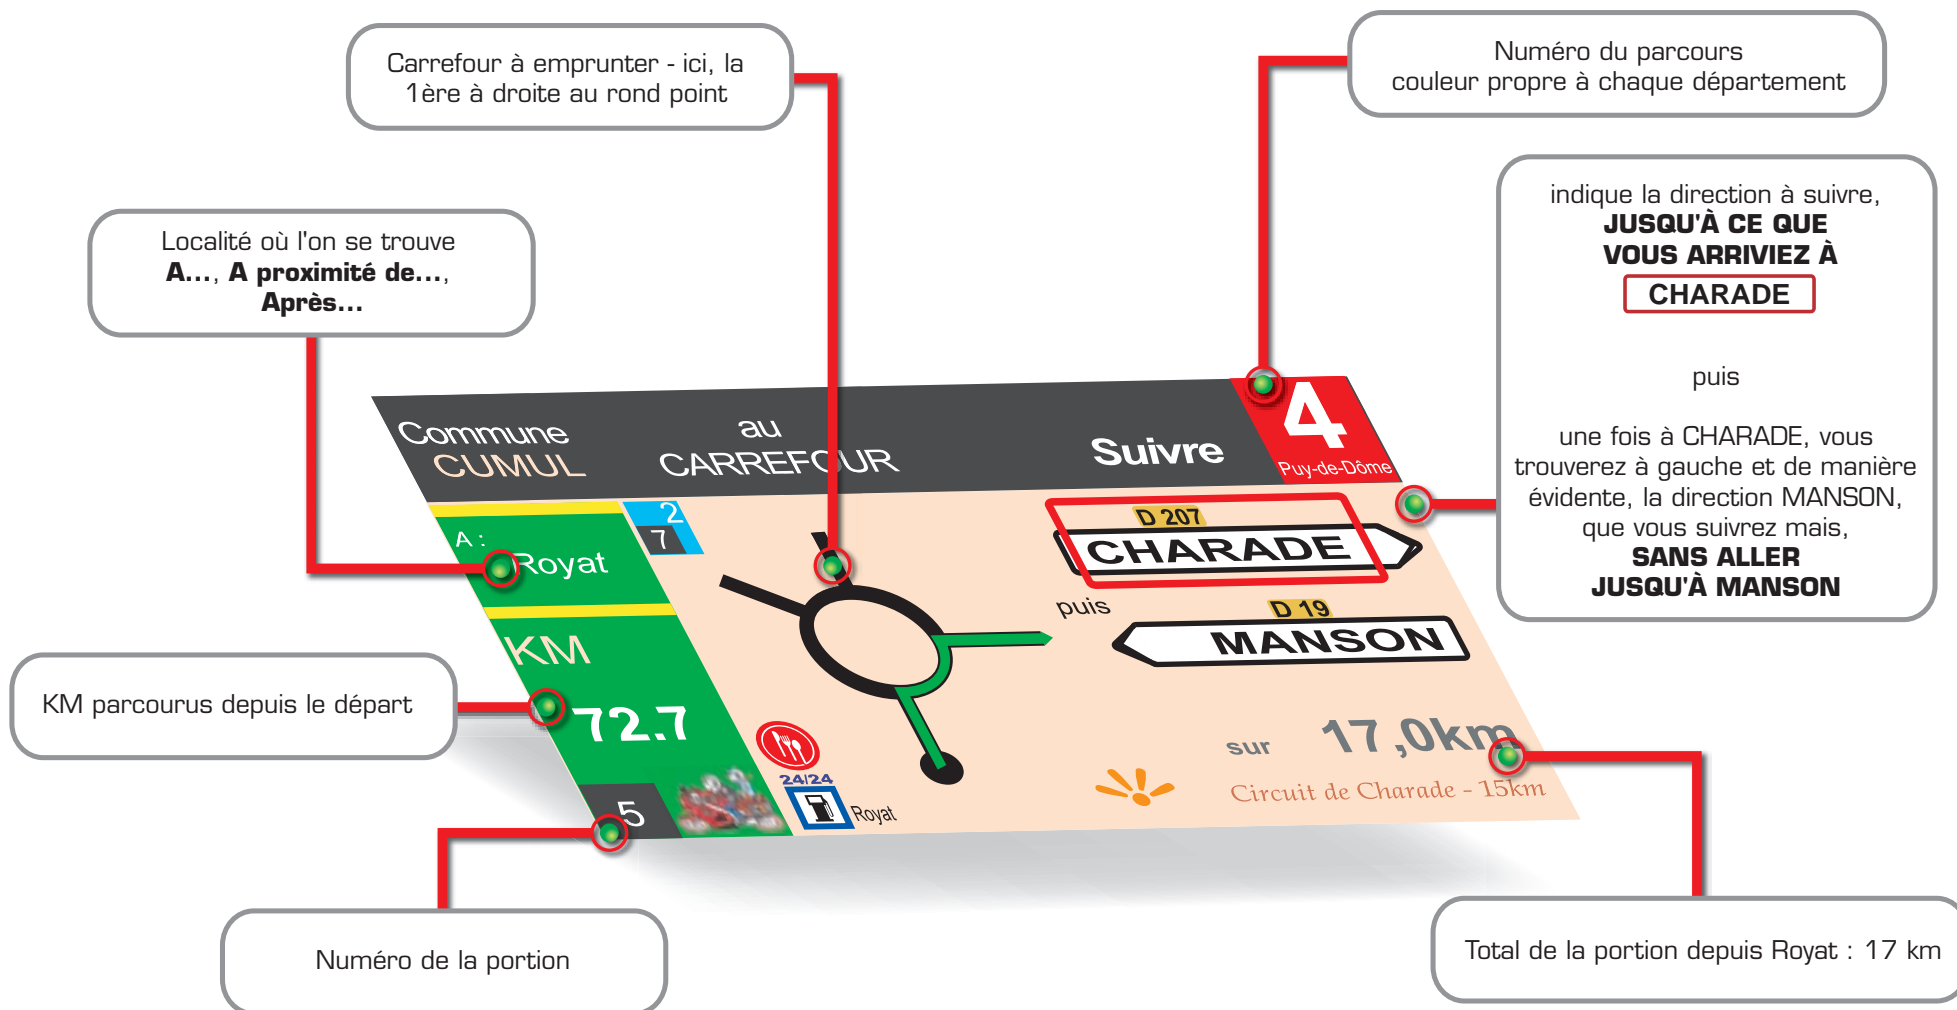 Carrefour à emprunter - ici, la
1ère à droite au rond point
Numéro du parcours
couleur propre à chaque département
Localité où l'on se trouve
A..., A proximité de...,
Après...
indique la direction à suivre,
JUSQU'À CE QUE
VOUS ARRIVIEZ À
CHARADE
puis
une fois à CHARADE, vous
trouverez à gauche et de manière
évidente, la direction MANSON,
que vous suivrez mais,
SANS ALLER
JUSQU'À MANSON
Commune
CUMUL
au
CARREFOUR
Suivre
4
Puy-de-Dôme
A :
Royat
2
7
D 207
CHARADE
puis
D 19
MANSON
KM
72.7
5
24/24
Royat
sur 17,0km
Circuit de Charade - 15km
KM parcourus depuis le départ
Numéro de la portion
Total de la portion depuis Royat : 17 km